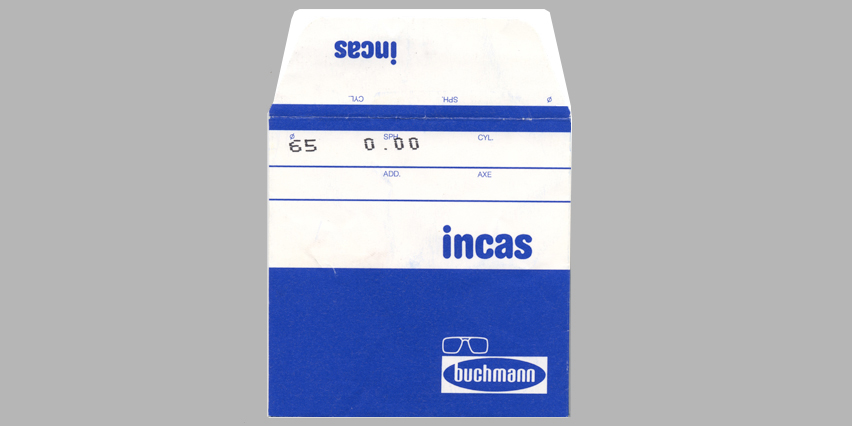 incas
CYL. SPH. Ø
Ø SPH. CYL.
65 0.00
ADD. AXE
incas
buchmann